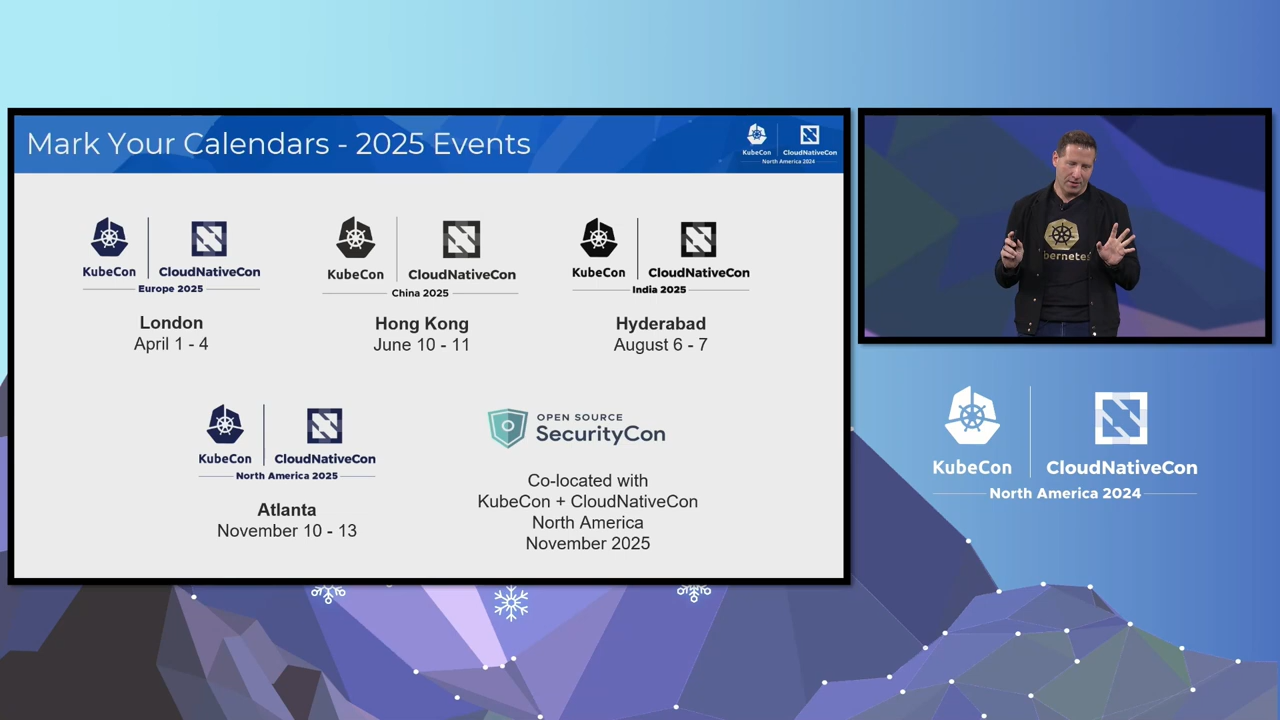 Mark Your Calendars - 2025 Events
KubeCon CloudNativeCon
North America 2024
KubeCon CloudNativeCon
Europe 2025
London
April 1 - 4
KubeCon CloudNativeCon
China 2025
Hong Kong
June 10 - 11
KubeCon CloudNativeCon
India 2025
Hyderabad
August 6 - 7
KubeCon CloudNativeCon
North America 2025
Atlanta
November 10 - 13
OPEN SOURCE
SecurityCon
Co-located with
KubeCon + CloudNativeCon
North America
November 2025
bernetes
KubeCon CloudNativeCon
North America 2024